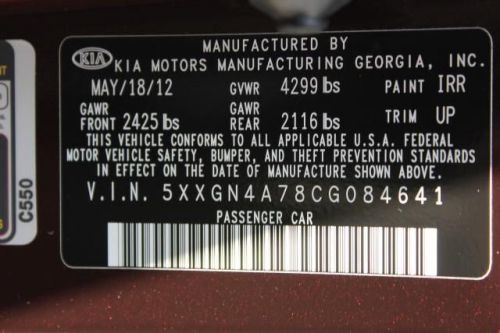 MANUFACTURED BY
KIA KIA MOTORS MANUFACTURING GEORGIA, INC.
MAY/18/12 GVWR 4299 lbs PAINT IRR
GAWR FRONT 2425 lbs GAWR REAR 2116 lbs TRIM UP
THIS VEHICLE CONFORMS TO ALL APPLICABLE U.S.A. FEDERAL
MOTOR VEHICLE SAFETY, BUMPER, AND THEFT PREVENTION STANDARDS
IN EFFECT ON THE DATE OF MANUFACTURE SHOWN ABOVE.
V.I.N. 5XXGN4A78CG084641
PASSENGER CAR
C550